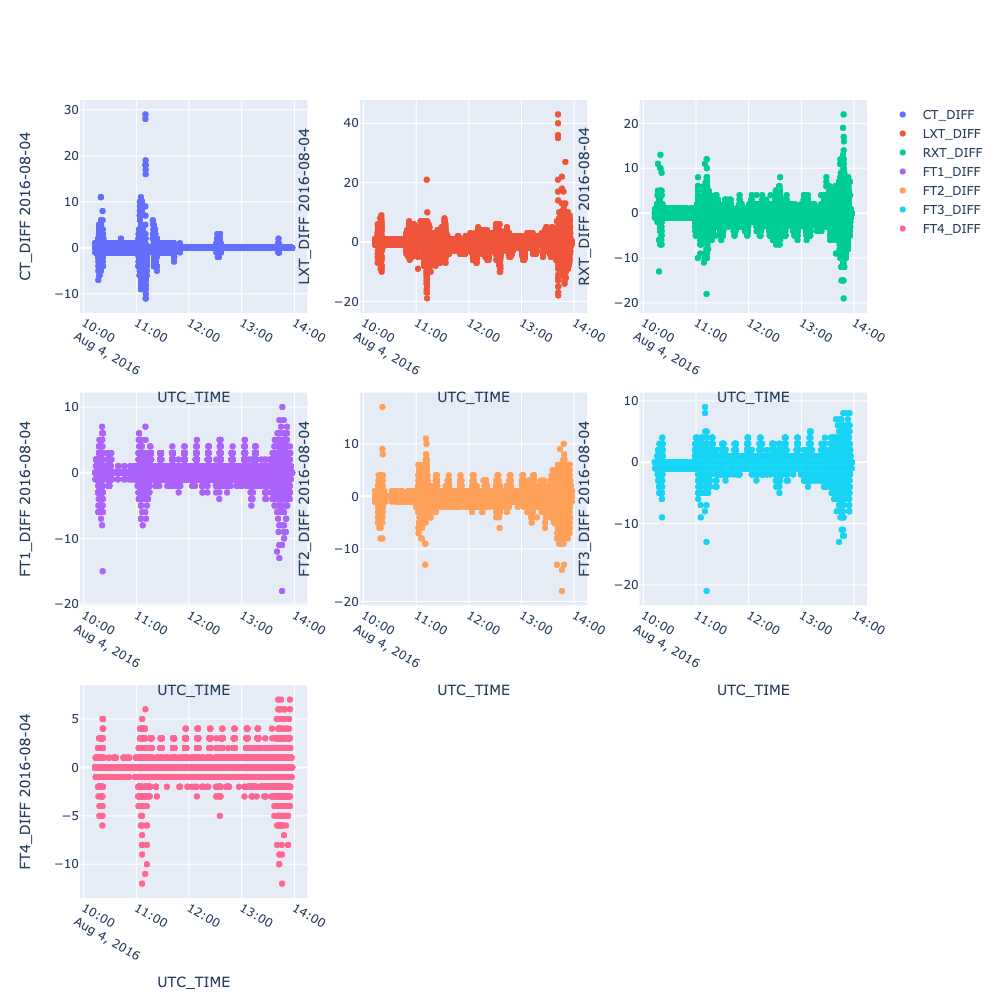 CT_DIFF 2016-08-04
30
20
10
0
−10
10:00
Aug 4, 2016
11:00
12:00
13:00
14:00
UTC_TIME
LXT_DIFF 2016-08-04
40
20
0
−20
10:00
Aug 4, 2016
11:00
12:00
13:00
14:00
UTC_TIME
RXT_DIFF 2016-08-04
20
10
0
−10
−20
10:00
Aug 4, 2016
11:00
12:00
13:00
14:00
UTC_TIME
CT_DIFF
LXT_DIFF
RXT_DIFF
FT1_DIFF
FT2_DIFF
FT3_DIFF
FT4_DIFF
FT1_DIFF 2016-08-04
10
0
−10
−20
10:00
Aug 4, 2016
11:00
12:00
13:00
14:00
UTC_TIME
FT2_DIFF 2016-08-04
10
0
−10
−20
10:00
Aug 4, 2016
11:00
12:00
13:00
14:00
UTC_TIME
FT3_DIFF 2016-08-04
10
0
−10
−20
10:00
Aug 4, 2016
11:00
12:00
13:00
14:00
UTC_TIME
FT4_DIFF 2016-08-04
5
0
−5
−10
10:00
Aug 4, 2016
11:00
12:00
13:00
14:00
UTC_TIME